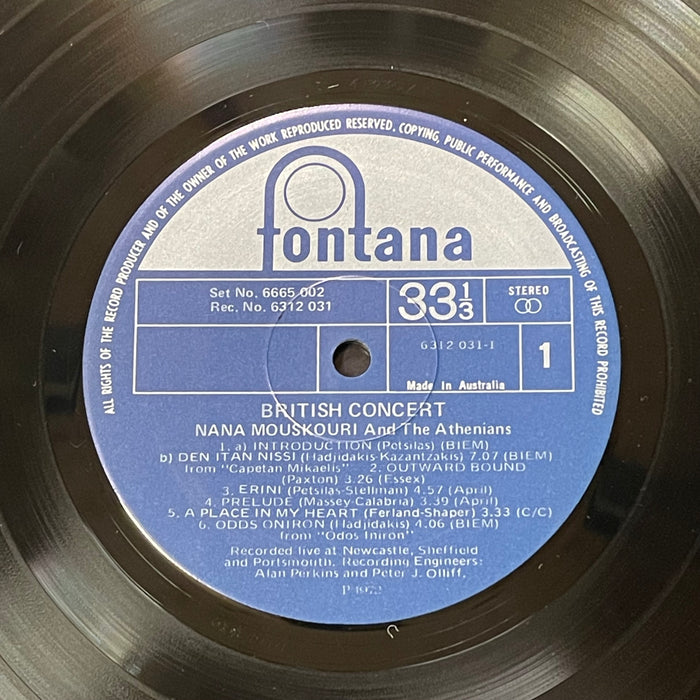 ALL RIGHTS OF THE RECORD PRODUCER AND OF THE OWNER OF THE WORK REPRODUCED RESERVED. COPYING, PUBLIC PERFORMANCE AND BROADCASTING OF THIS RECORD PROHIBITED
fontana
Set No. 6665 002
Rec. No. 6312 031
33 1/3
STEREO
6312 031-1
1
Made In Australia
BRITISH CONCERT
NANA MOUSKOURI And The Athenians
1. a) INTRODUCTION (Petsilas) (BIEM)
b) DEN ITAN NISSI (Hadjidakis-Kazantzakis) 7.07 (BIEM)
from "Capetan Mikaelis" 2. OUTWARD BOUND
(Paxton) 3.26 (Essex)
3. ERINI (Petsilas-Stellman) 4.57 (April)
4. PRELUDE (Massey-Calabria) 3.39 (April)
5. A PLACE IN MY HEART (Ferland-Shaper) 3.33 (C/C)
6. ODDS ONIRON (Hadjidakis) 4.06 (BIEM)
from "Odos Iniron"
Recorded live at Newcastle, Sheffield
and Portsmouth. Recording Engineers:
Alan Perkins and Peter J. Olliff.
P 1972